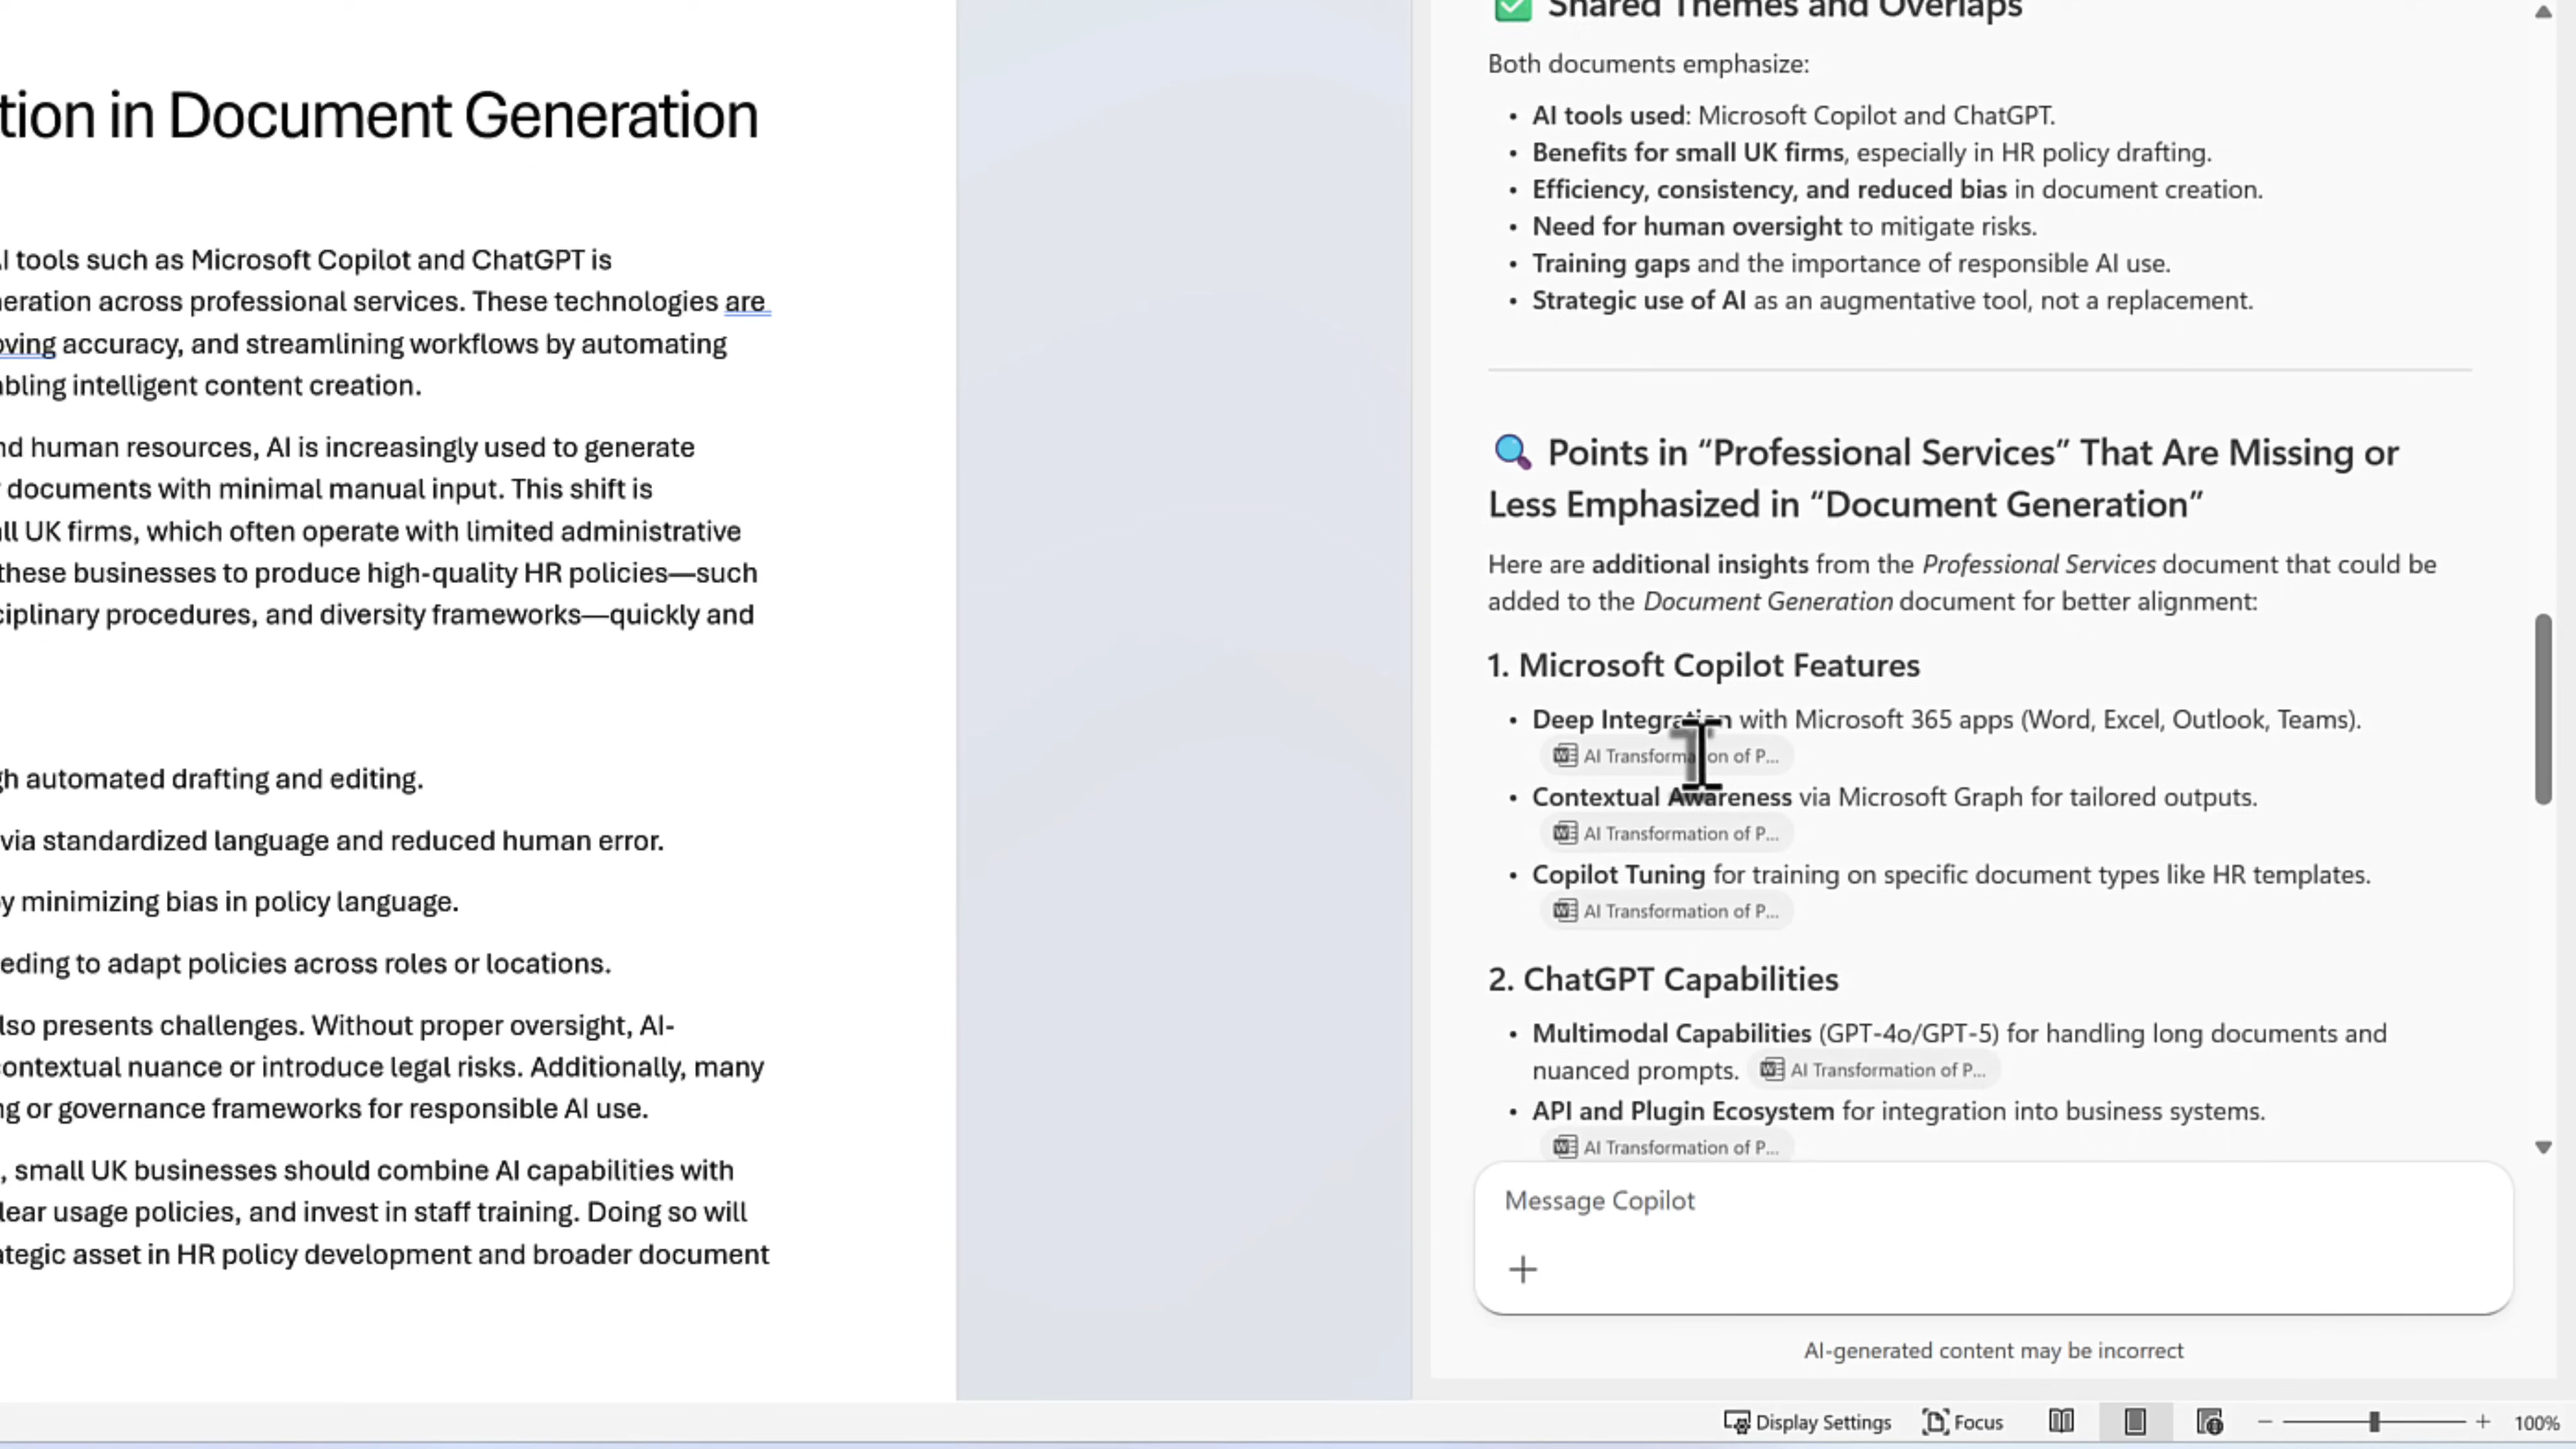 tion in Document Generation
AI tools such as Microsoft Copilot and ChatGPT is
neration across professional services. These technologies are
oving accuracy, and streamlining workflows by automating
abling intelligent content creation.
nd human resources, AI is increasingly used to generate
documents with minimal manual input. This shift is
all UK firms, which often operate with limited administrative
these businesses to produce high-quality HR policies—such
ciplinary procedures, and diversity frameworks—quickly and
gh automated drafting and editing.
via standardized language and reduced human error.
y minimizing bias in policy language.
eeding to adapt policies across roles or locations.
lso presents challenges. Without proper oversight, AI-
contextual nuance or introduce legal risks. Additionally, many
ng or governance frameworks for responsible AI use.
, small UK businesses should combine AI capabilities with
lear usage policies, and invest in staff training. Doing so will
ategic asset in HR policy development and broader document
✅ Shared Themes and Overlaps
Both documents emphasize:
• AI tools used: Microsoft Copilot and ChatGPT.
• Benefits for small UK firms, especially in HR policy drafting.
• Efficiency, consistency, and reduced bias in document creation.
• Need for human oversight to mitigate risks.
• Training gaps and the importance of responsible AI use.
• Strategic use of AI as an augmentative tool, not a replacement.
🔍 Points in “Professional Services” That Are Missing or
Less Emphasized in “Document Generation”
Here are additional insights from the Professional Services document that could be
added to the Document Generation document for better alignment:
1. Microsoft Copilot Features
• Deep Integration with Microsoft 365 apps (Word, Excel, Outlook, Teams).
AI Transformation of P...
• Contextual Awareness via Microsoft Graph for tailored outputs.
AI Transformation of P...
• Copilot Tuning for training on specific document types like HR templates.
AI Transformation of P...
2. ChatGPT Capabilities
• Multimodal Capabilities (GPT-4o/GPT-5) for handling long documents and
nuanced prompts. AI Transformation of P...
• API and Plugin Ecosystem for integration into business systems.
AI Transformation of P...
Message Copilot
AI-generated content may be incorrect
Display Settings Focus 100%